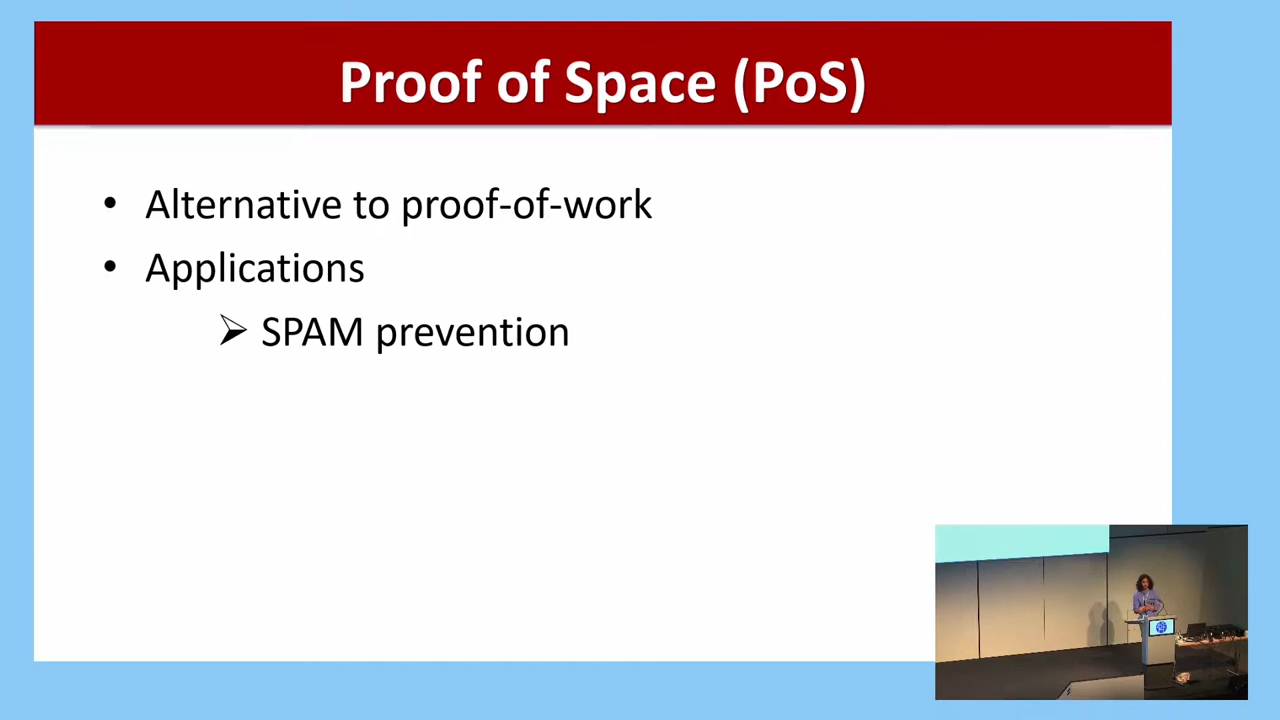 Proof of Space (PoS)
• Alternative to proof-of-work
• Applications
➢ SPAM prevention